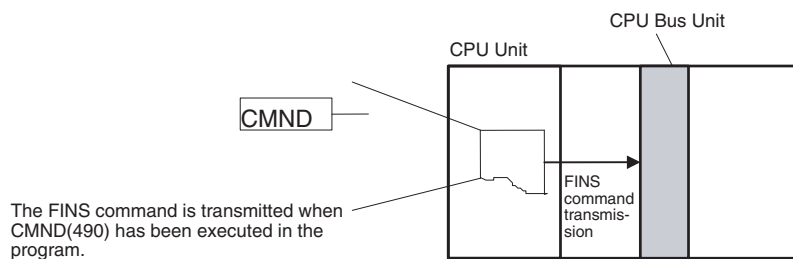 CPU Bus Unit
CPU Unit
CMND
FINS
command
transmis-
sion
The FINS command is transmitted when
CMND(490) has been executed in the
program.